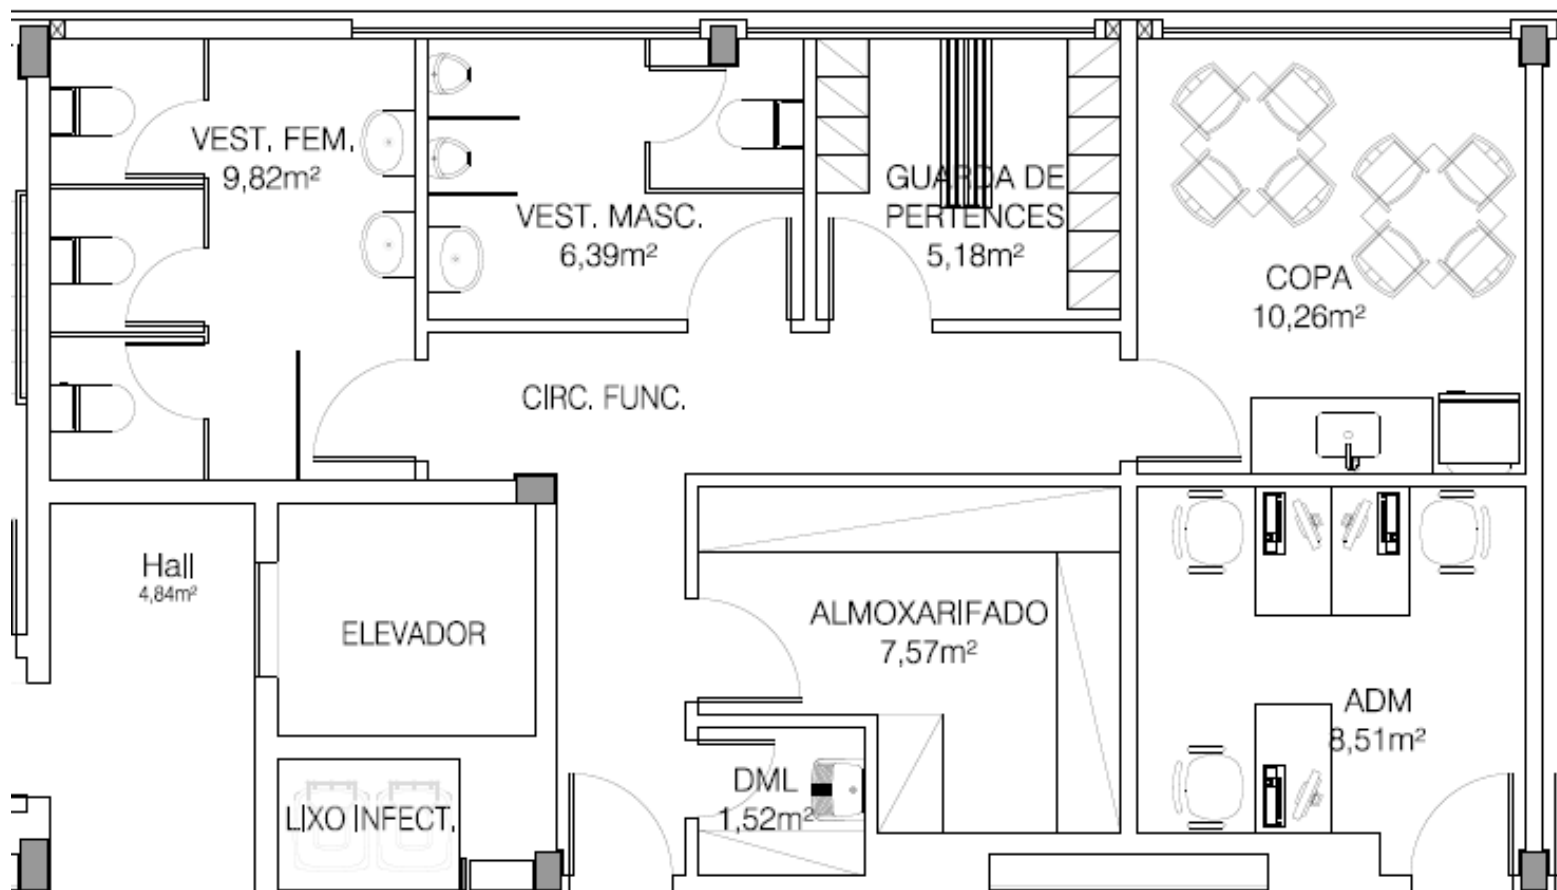 VEST. FEM.
9,82m²
VEST. MASC.
6,39m²
GUARDA DE
PERTENCES
5,18m²
COPA
10,26m²
CIRC. FUNC.
Hall
4,84m²
ELEVADOR
ALMOXARIFADO
7,57m²
ADM
8,51m²
DML
1,52m²
LIXO INFECT.